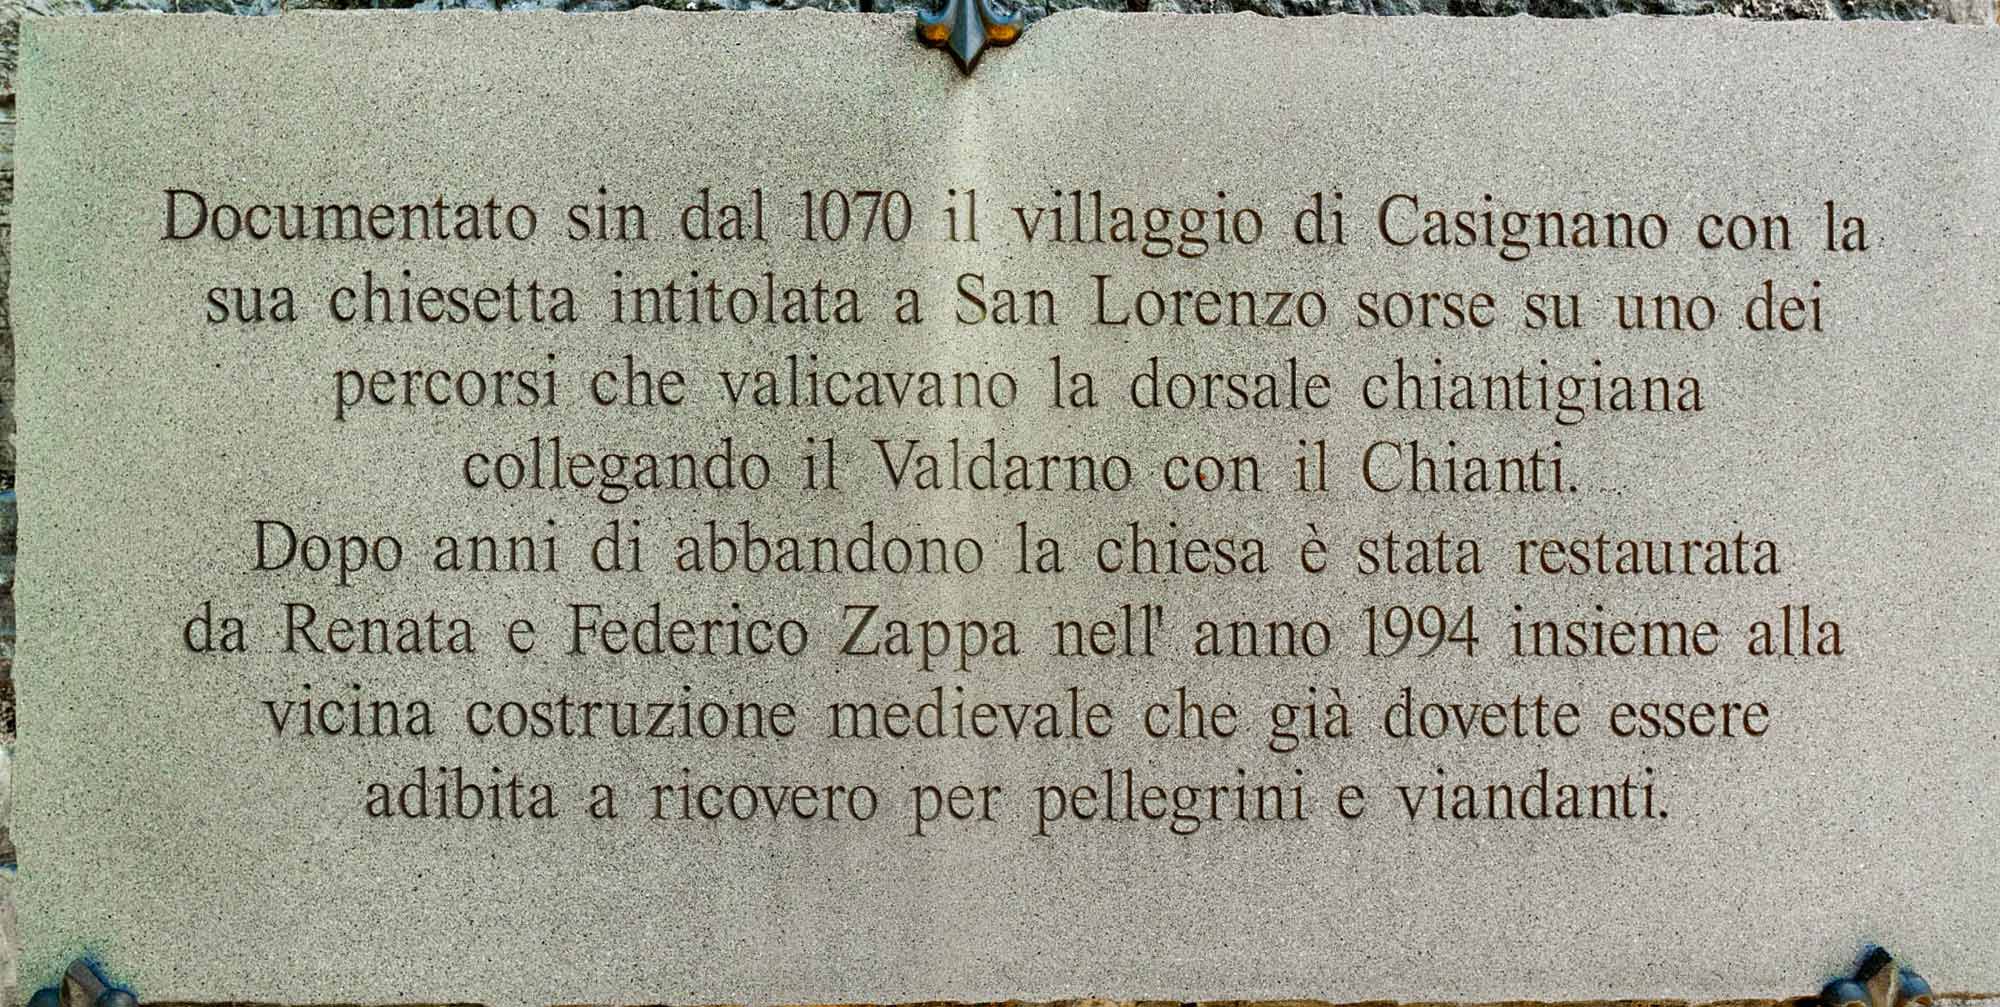 Documentato sin dal 1070 il villaggio di Casignano con la
sua chiesetta intitolata a San Lorenzo sorse su uno dei
percorsi che valicavano la dorsale chiantigiana
collegando il Valdarno con il Chianti.
Dopo anni di abbandono la chiesa è stata restaurata
da Renata e Federico Zappa nell' anno 1994 insieme alla
vicina costruzione medievale che già dovette essere
adibita a ricovero per pellegrini e viandanti.